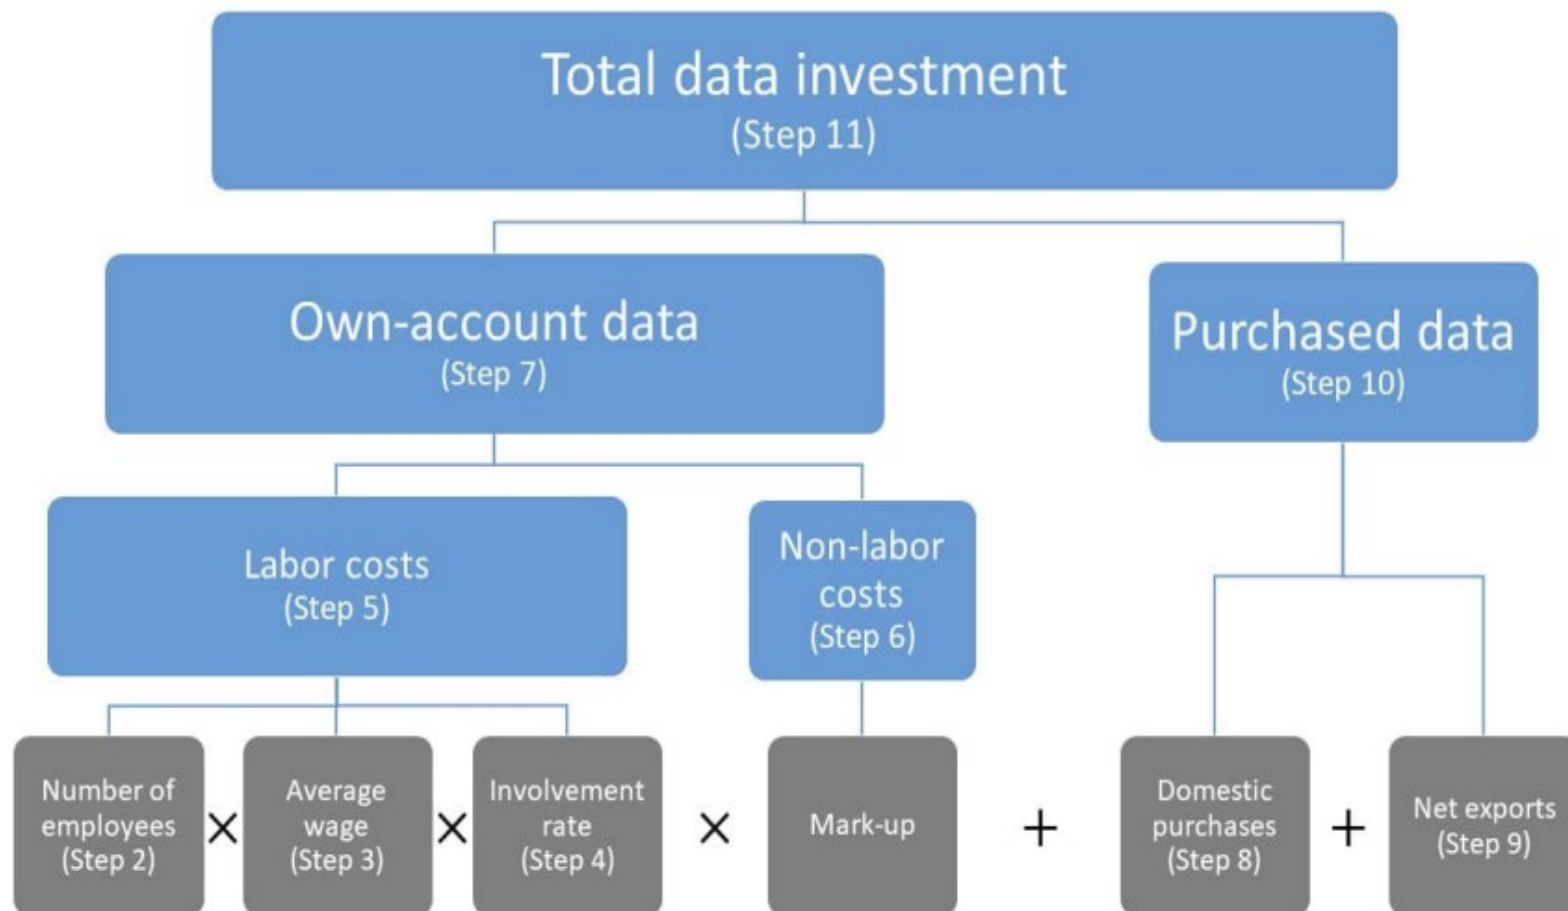 Total data investment
(Step 11)
Own-account data
(Step 7)
Purchased data
(Step 10)
Labor costs
(Step 5)
Non-labor
costs
(Step 6)
Number of
employees
(Step 2)
×
Average
wage
(Step 3)
×
Involvement
rate
(Step 4)
×
Mark-up
+
Domestic
purchases
(Step 8)
+
Net exports
(Step 9)